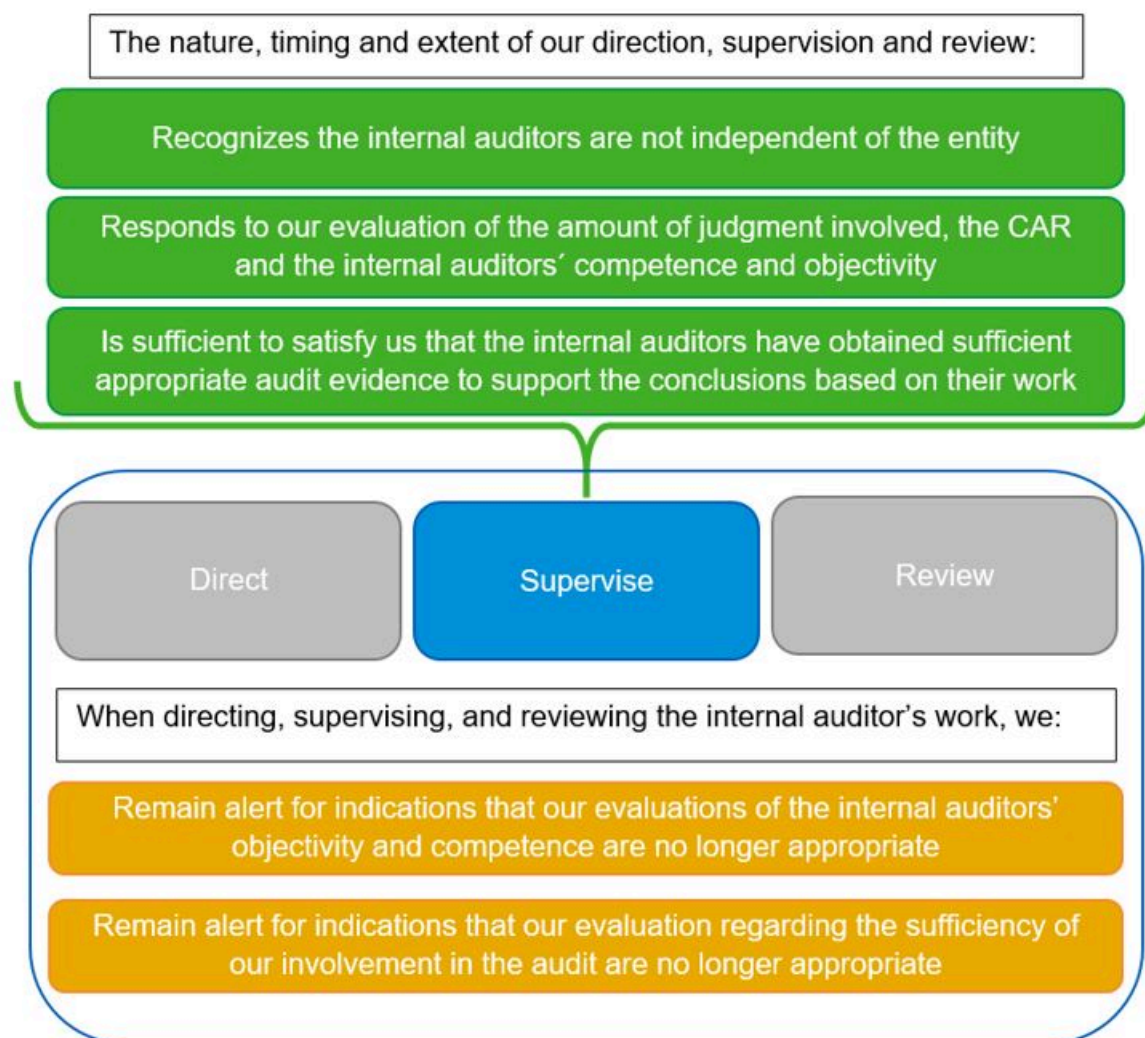 The nature, timing and extent of our direction, supervision and review:
Recognizes the internal auditors are not independent of the entity
Responds to our evaluation of the amount of judgment involved, the CAR
and the internal auditors´ competence and objectivity
Is sufficient to satisfy us that the internal auditors have obtained sufficient
appropriate audit evidence to support the conclusions based on their work
Direct
Supervise
Review
When directing, supervising, and reviewing the internal auditor’s work, we:
Remain alert for indications that our evaluations of the internal auditors’
objectivity and competence are no longer appropriate
Remain alert for indications that our evaluation regarding the sufficiency of
our involvement in the audit are no longer appropriate